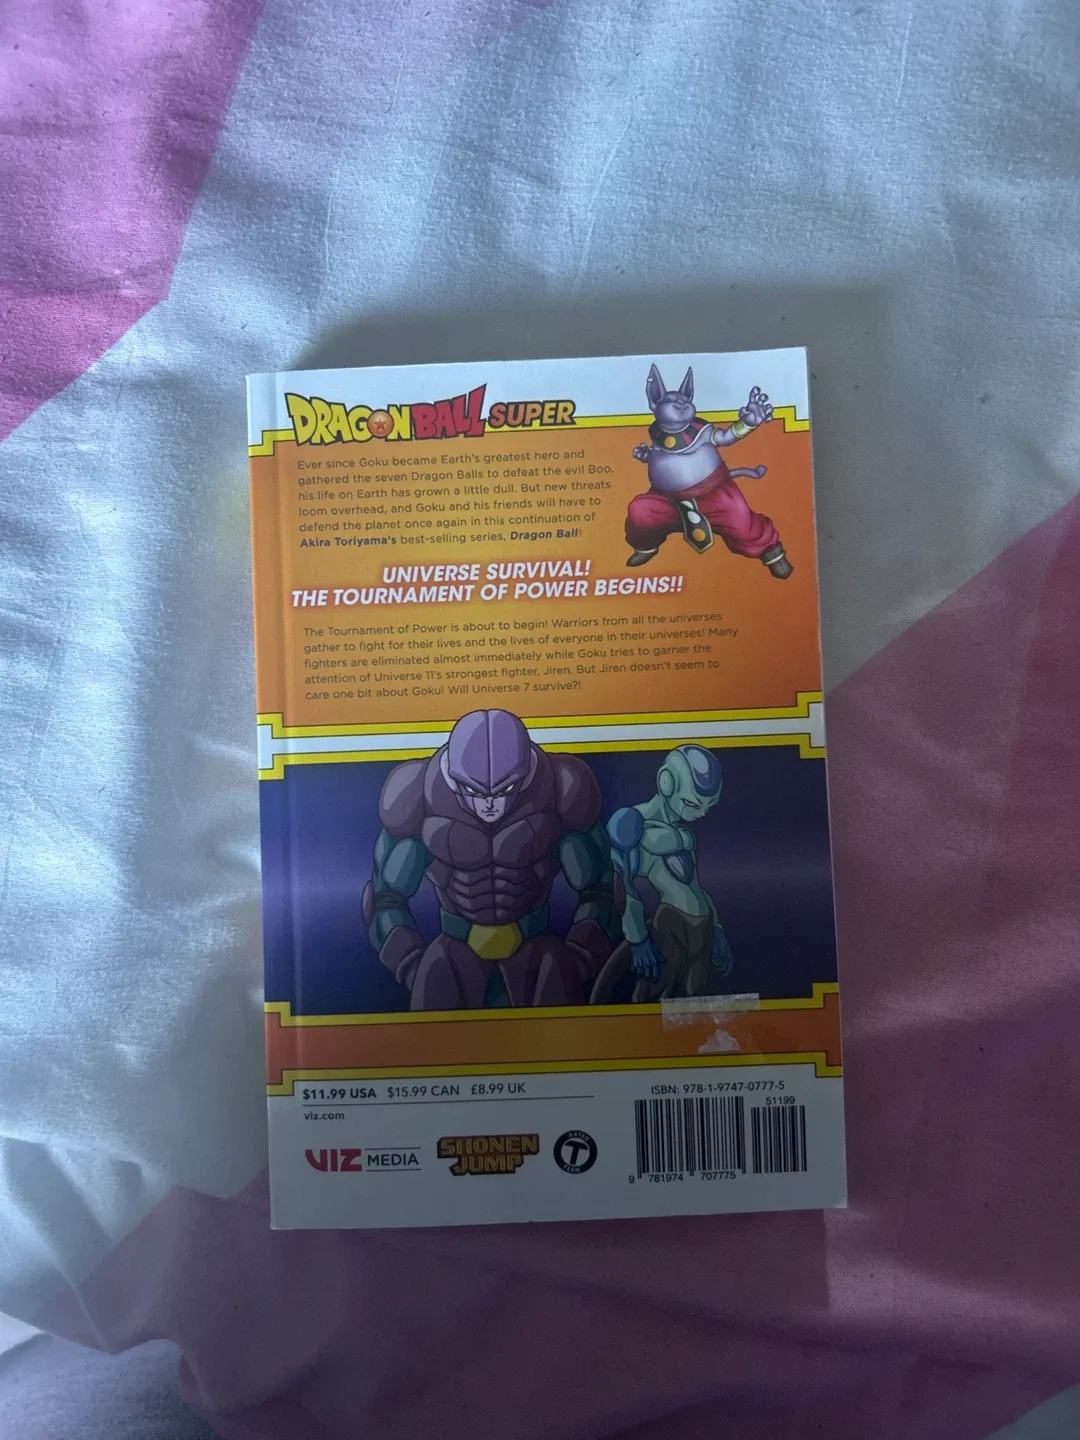 DRAGON BALL SUPER
Ever since Goku became Earth's greatest hero and
gathered the seven Dragon Balls to defeat the evil Boo,
his life on Earth has grown a little dull. But new threats
loom overhead, and Goku and his friends will have to
defend the planet once again in this continuation of
Akira Toriyama's best-selling series, Dragon Ball!
UNIVERSE SURVIVAL!
THE TOURNAMENT OF POWER BEGINS!!
The Tournament of Power is about to begin! Warriors from all the universes
gather to fight for their lives and the lives of everyone in their universes! Many
fighters are eliminated almost immediately while Goku tries to garner the
attention of Universe 11's strongest fighter, Jiren. But Jiren doesn't seem to
care one bit about Goku! Will Universe 7 survive?!
$11.99 USA $15.99 CAN £8.99 UK
viz.com
VIZ MEDIA
SHONEN
JUMP
RATED
T
TEEN
ISBN: 978-1-9747-0777-5
51199
9 781974 707775